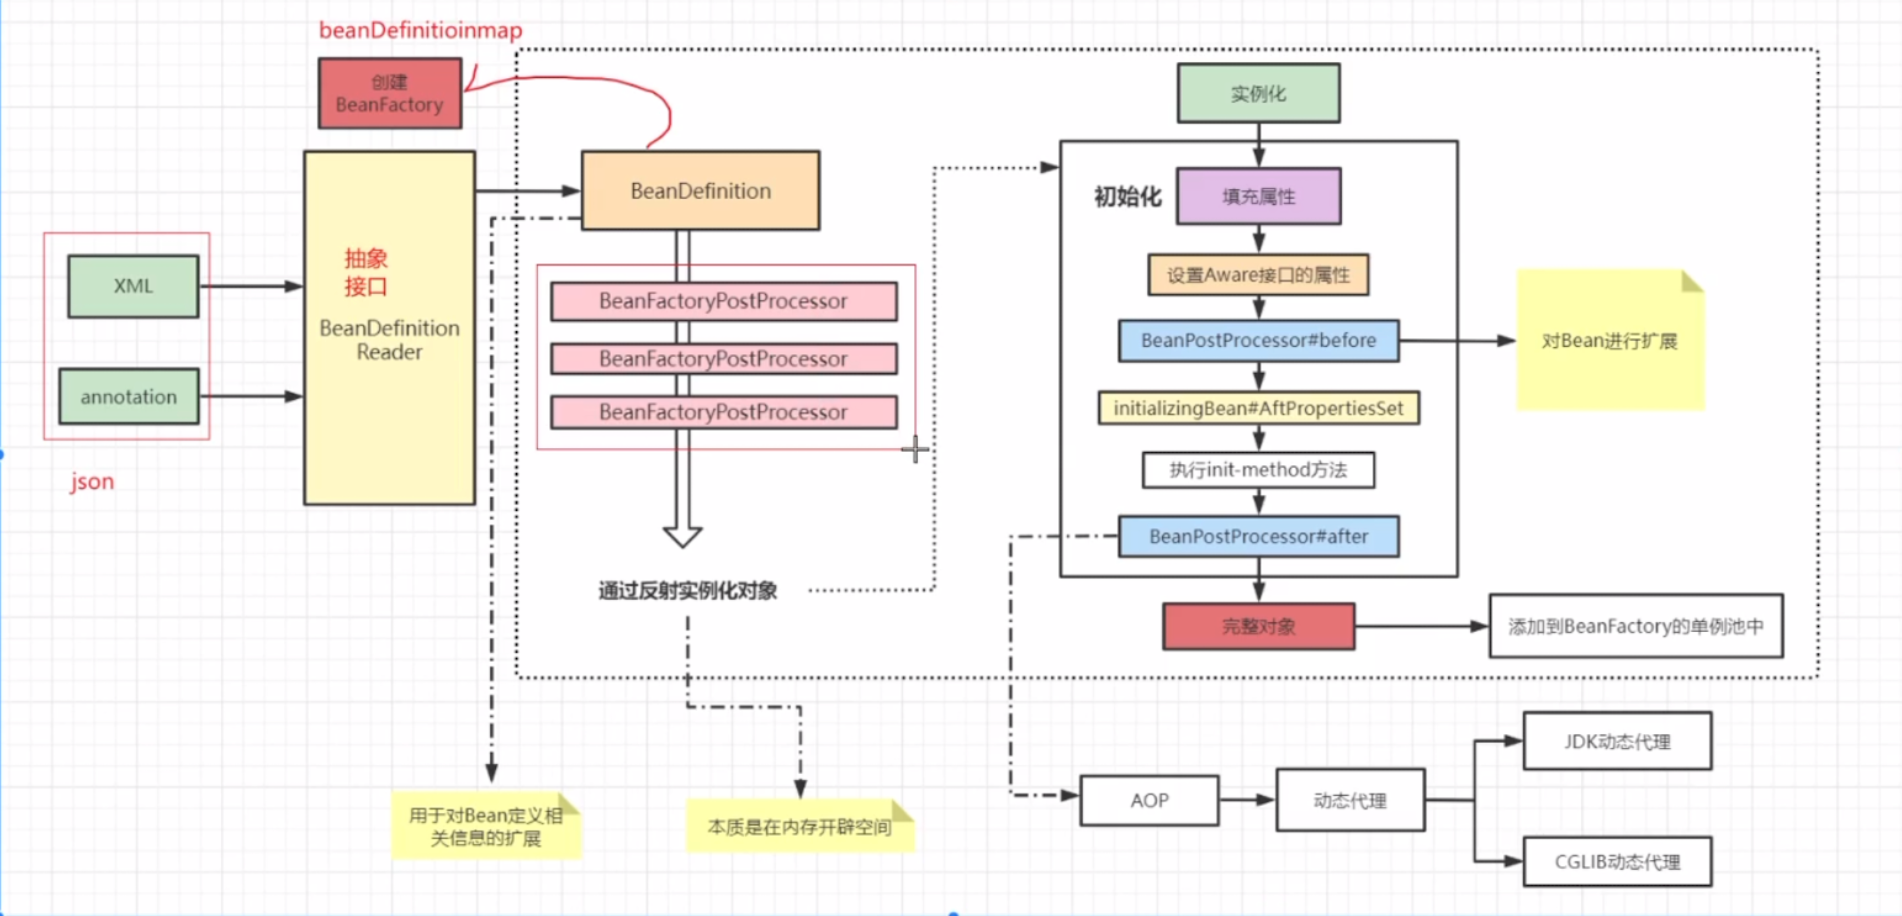 beanDefinitioinmap
创建
BeanFactory
XML
annotation
json
抽象
接口
BeanDefinition
Reader
BeanDefinition
BeanFactoryPostProcessor
BeanFactoryPostProcessor
BeanFactoryPostProcessor
通过反射实例化对象
用于对Bean定义相
关信息的扩展
本质是在内存开辟空间
实例化
初始化
填充属性
设置Aware接口的属性
BeanPostProcessor#before
对Bean进行扩展
initializingBean#AftPropertiesSet
执行init-method方法
BeanPostProcessor#after
完整对象
添加到BeanFactory的单例池中
AOP
动态代理
JDK动态代理
CGLIB动态代理